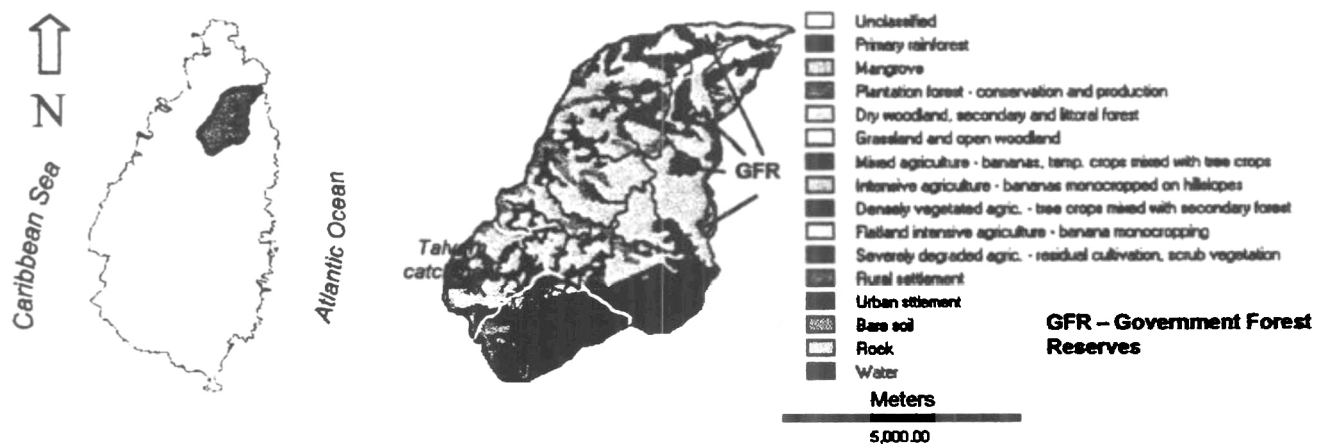 N
Caribbean Sea
Atlantic Ocean
GFR
Unclassified
Primary rainforest
Mangrove
Plantation forest - conservation and production
Dry woodland, secondary and littoral forest
Grassland and open woodland
Mixed agriculture - bananas, temp. crops mixed with tree crops
Intensive agriculture - bananas monocropped on hillslopes
Densely vegetated agric. - tree crops mixed with secondary forest
Flatland intensive agriculture - banana monocropping
Severely degraded agric. - residual cultivation, scrub vegetation
Rural settlement
Urban sttlement
Bare soil
Rock
Water
GFR – Government Forest
Reserves
Meters
5,000.00